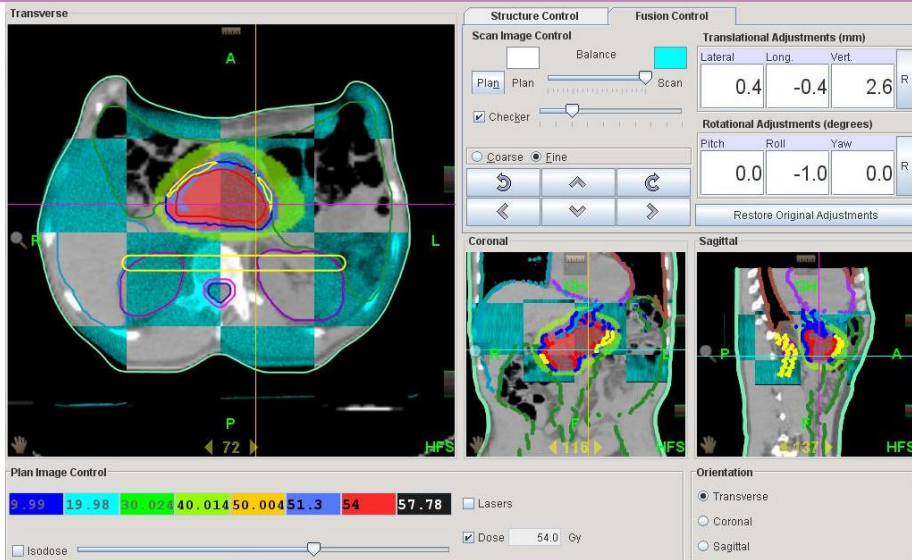 Transverse
Structure Control Fusion Control
Scan Image Control
Balance
Plan Plan Scan
Checker
Coarse Fine
Translational Adjustments (mm)
Lateral Long. Vert.
0.4 -0.4 2.6 R
Rotational Adjustments (degrees)
Pitch Roll Yaw
0.0 -1.0 0.0 R
Restore Original Adjustments
A
R L
P
72 HFS
Coronal
R L
116 HFS
Sagittal
P A
HFS
Plan Image Control
9.99 19.98 30.024 40.014 50.004 51.3 54 57.78
Isodose
Lasers
Dose 54.0 Gy
Orientation
Transverse
Coronal
Sagittal